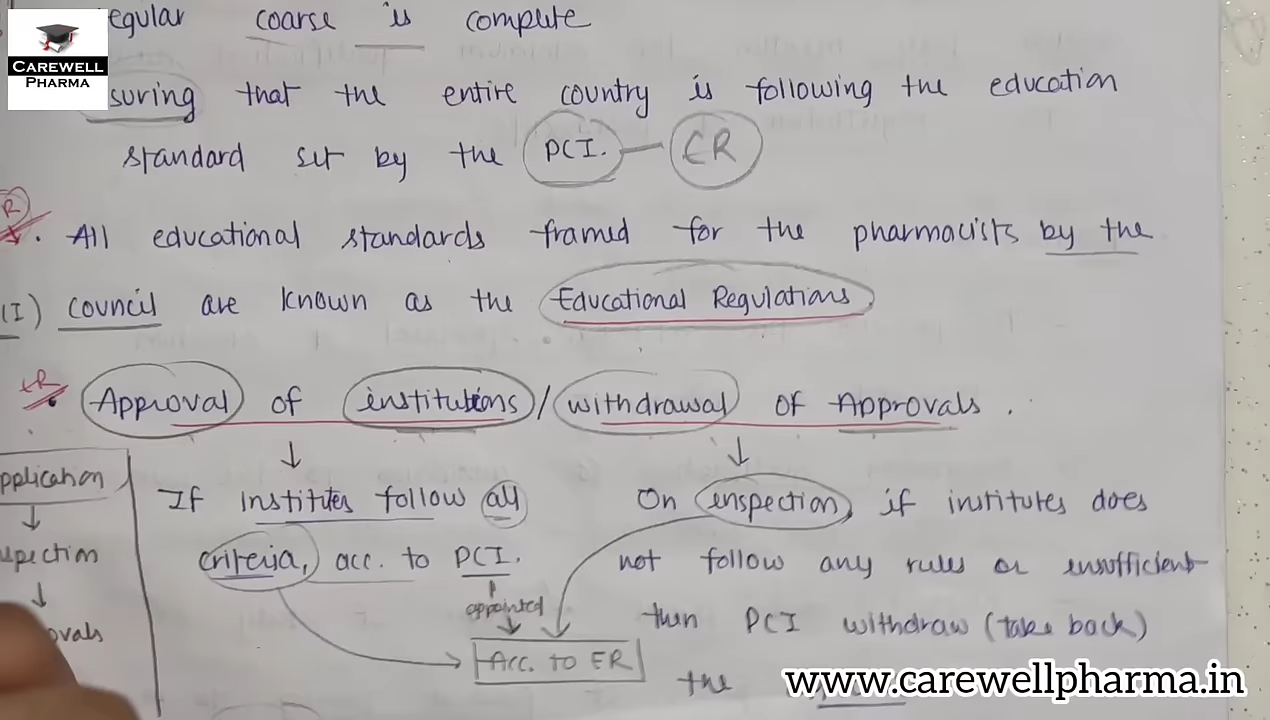 CAREWELL
PHARMA
egular coarse is compute
suring that the entire country is following the education
standard set by the PCI. — ER
R
• All educational standards framed for the pharmacists by the
(I) council are known as the Educational Regulations
ER
• Approval of institutions / withdrawal of Approvals .
↓ ↓
pplication
↓
spection
↓
ovals
If institutes follow all
criteria, acc. to PCI.
appointed
Acc. to ER
On inspection, if institutes does
not follow any rules or insufficient
then PCI withdraw (take back)
the
www.carewellpharma.in